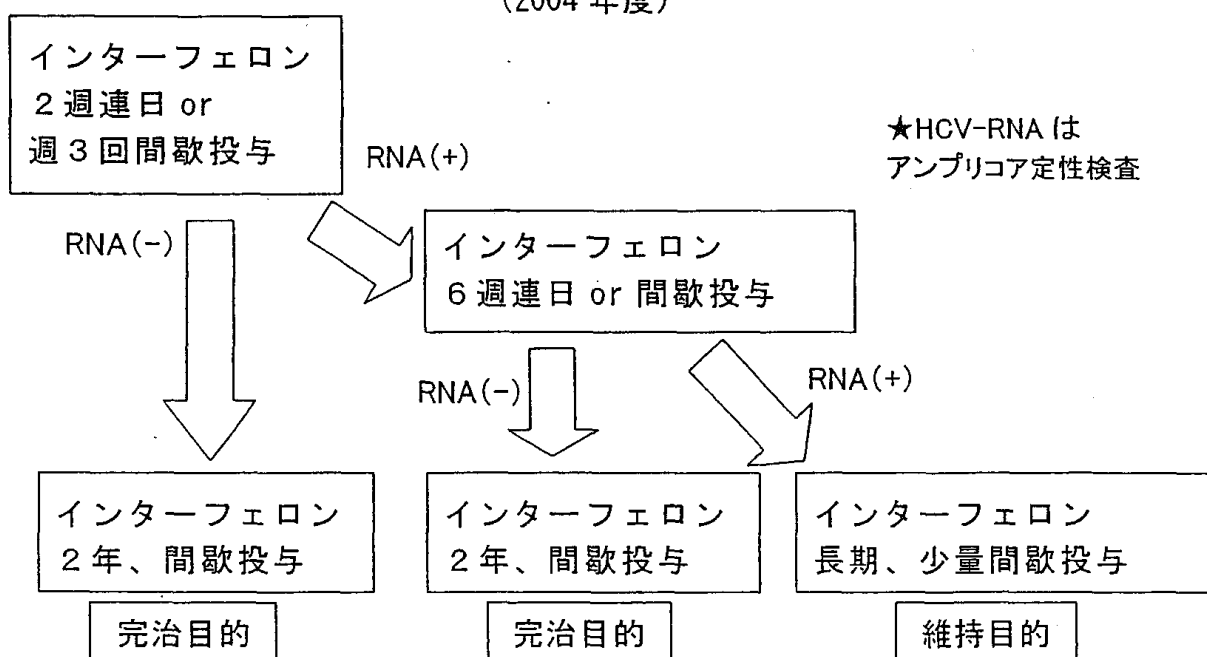 （2004 年度）
インターフェロン
２週連日 or
週３回間歇投与
RNA(+)
★HCV-RNA は
アンプリコア定性検査
RNA(-)
インターフェロン
６週連日 or 間歇投与
RNA(-)
RNA(+)
インターフェロン
２年、間歇投与
インターフェロン
２年、間歇投与
インターフェロン
長期、少量間歇投与
完治目的
完治目的
維持目的